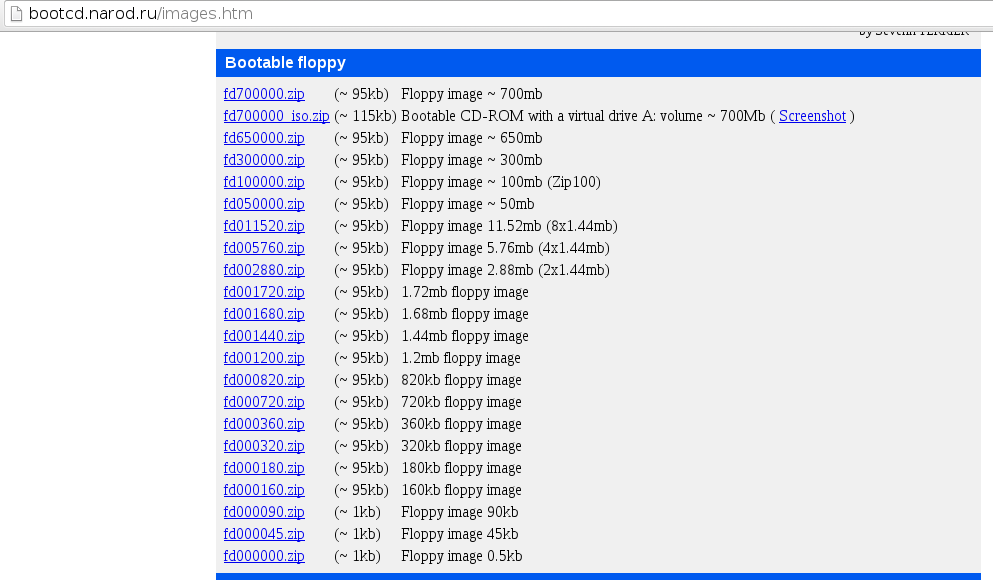 bootcd.narod.ru/images.htm
Bootable floppy
fd700000.zip (~ 95kb) Floppy image ~ 700mb
fd700000_iso.zip (~ 115kb) Bootable CD-ROM with a virtual drive A: volume ~ 700Mb ( Screenshot )
fd650000.zip (~ 95kb) Floppy image ~ 650mb
fd300000.zip (~ 95kb) Floppy image ~ 300mb
fd100000.zip (~ 95kb) Floppy image ~ 100mb (Zip100)
fd050000.zip (~ 95kb) Floppy image ~ 50mb
fd011520.zip (~ 95kb) Floppy image 11.52mb (8x1.44mb)
fd005760.zip (~ 95kb) Floppy image 5.76mb (4x1.44mb)
fd002880.zip (~ 95kb) Floppy image 2.88mb (2x1.44mb)
fd001720.zip (~ 95kb) 1.72mb floppy image
fd001680.zip (~ 95kb) 1.68mb floppy image
fd001440.zip (~ 95kb) 1.44mb floppy image
fd001200.zip (~ 95kb) 1.2mb floppy image
fd000820.zip (~ 95kb) 820kb floppy image
fd000720.zip (~ 95kb) 720kb floppy image
fd000360.zip (~ 95kb) 360kb floppy image
fd000320.zip (~ 95kb) 320kb floppy image
fd000180.zip (~ 95kb) 180kb floppy image
fd000160.zip (~ 95kb) 160kb floppy image
fd000090.zip (~ 1kb) Floppy image 90kb
fd000045.zip (~ 1kb) Floppy image 45kb
fd000000.zip (~ 1kb) Floppy image 0.5kb